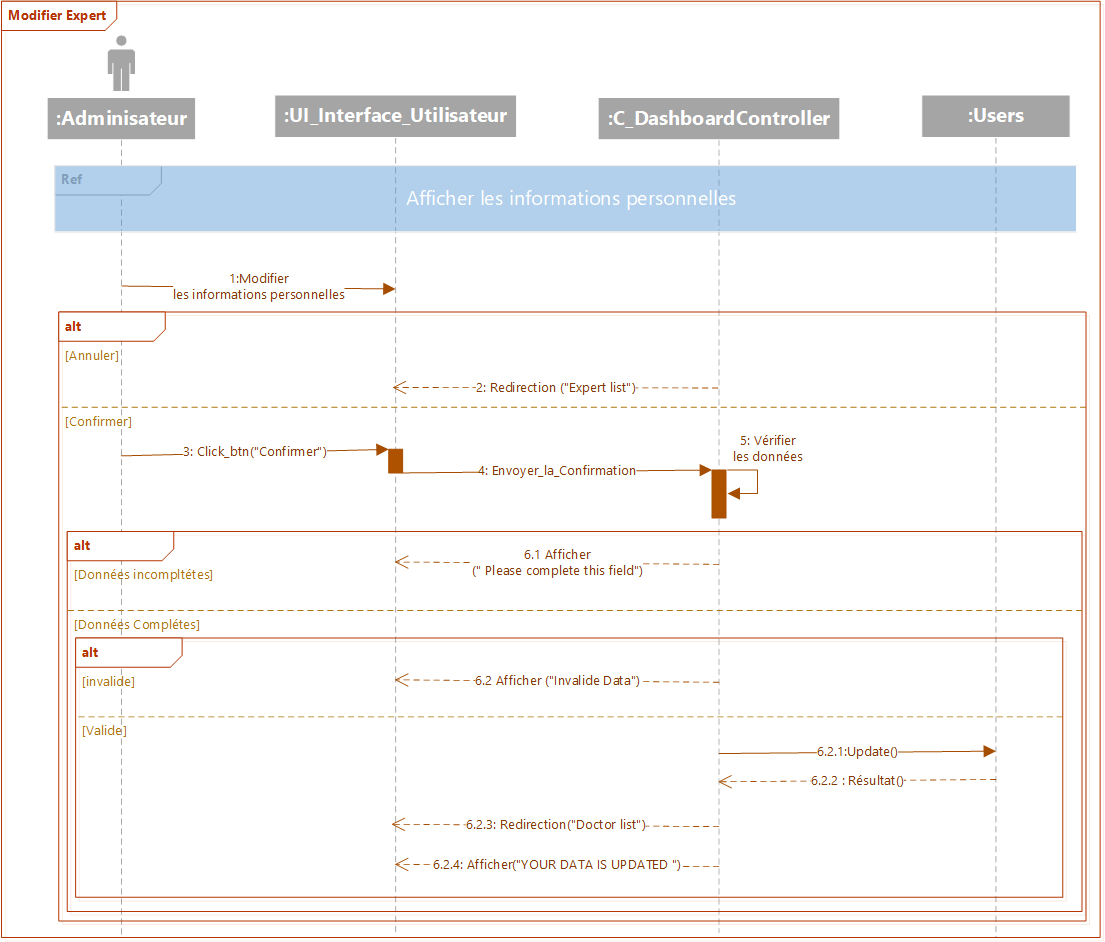 Modifier Expert
:Adminisateur
:UI_Interface_Utilisateur
:C_DashboardController
:Users
Ref
Afficher les informations personnelles
1:Modifier
les informations personnelles
alt
[Annuler]
2: Redirection ("Expert list")
[Confirmer]
3: Click_btn("Confirmer")
5: Vérifier
les données
4: Envoyer_la_Confirmation
alt
6.1 Afficher
(" Please complete this field")
[Données incompltétes]
[Données Complétes]
alt
[invalide]
6.2 Afficher ("Invalide Data")
[Valide]
6.2.1:Update()
6.2.2 : Résultat()
6.2.3: Redirection("Doctor list")
6.2.4: Afficher("YOUR DATA IS UPDATED ")